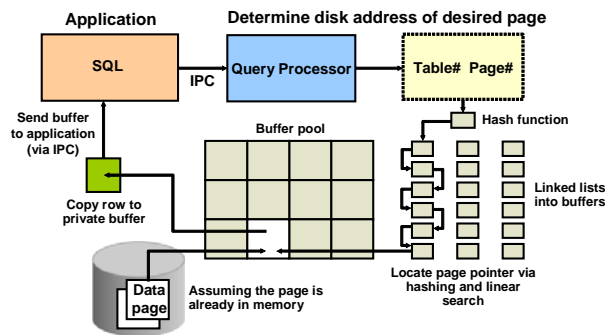 Application
Determine disk address of desired page
SQL
IPC
Query Processor
Table# Page#
Send buffer
to application
(via IPC)
Buffer pool
Hash function
Linked lists
into buffers
Copy row to
private buffer
Data
page
Assuming the page is
already in memory
Locate page pointer via
hashing and linear
search